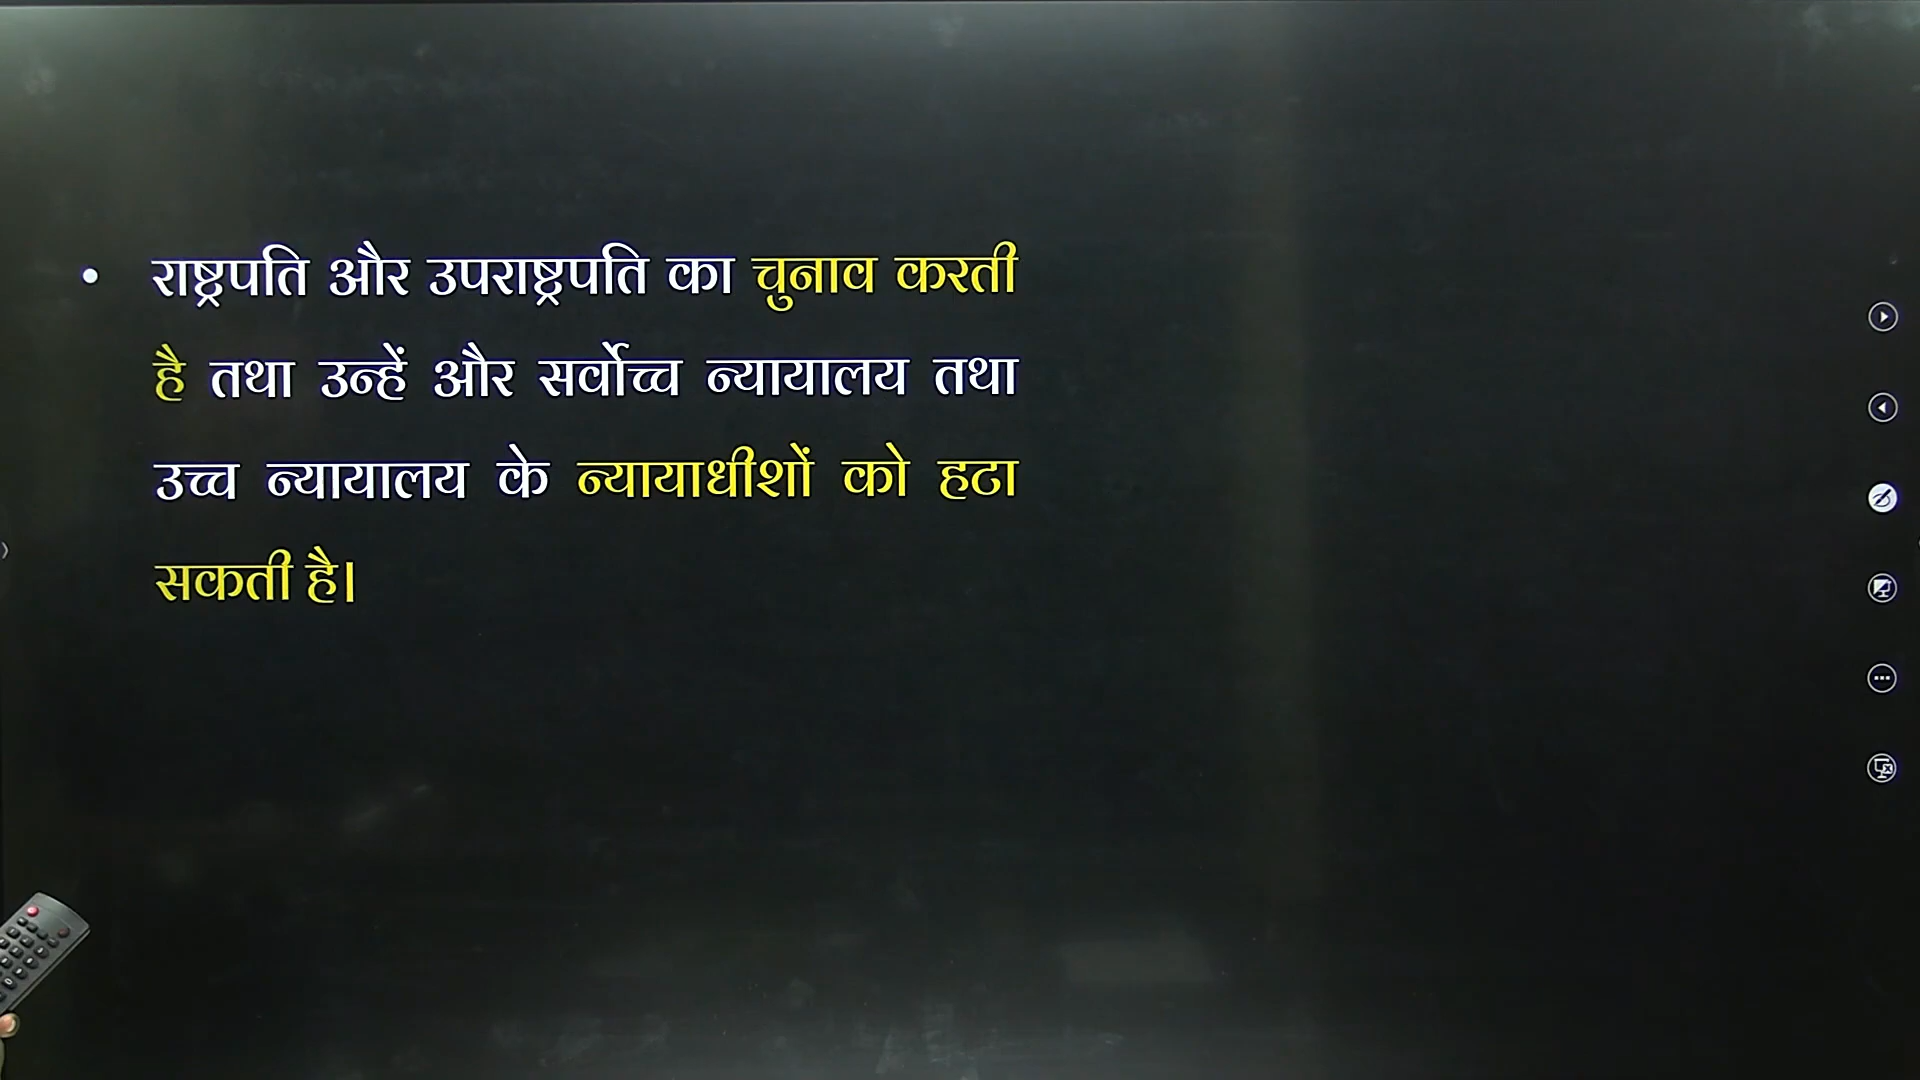 • राष्ट्रपति और उपराष्ट्रपति का चुनाव करती
है तथा उन्हें और सर्वोच्च न्यायालय तथा
उच्च न्यायालय के न्यायाधीशों को हटा
सकती है।